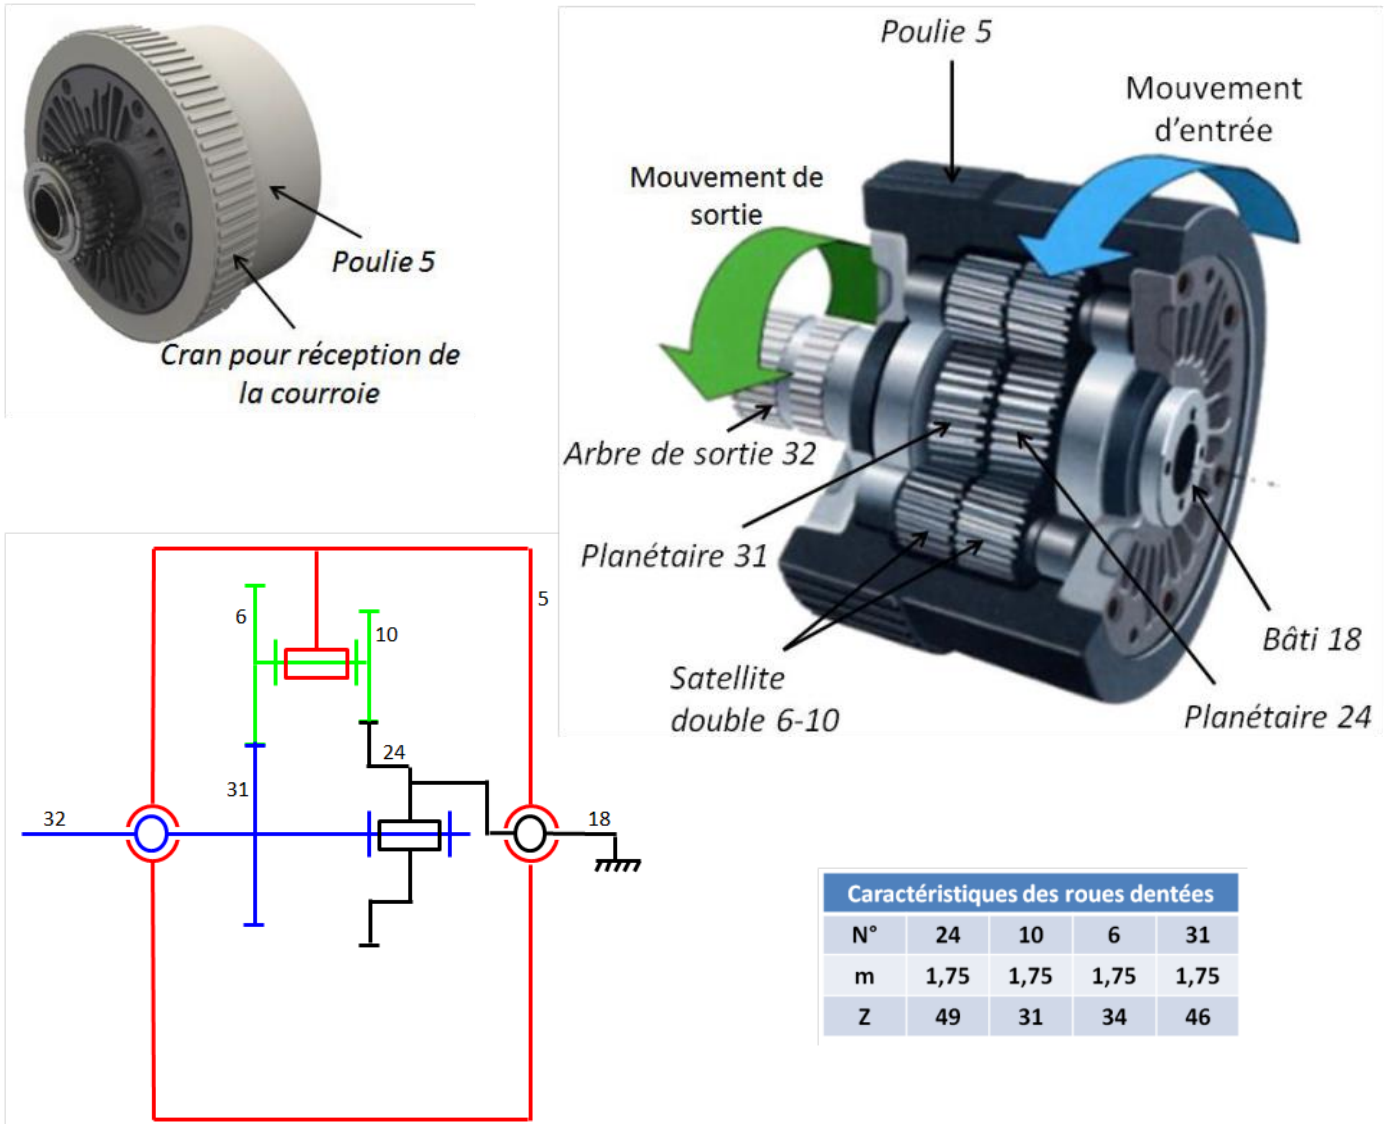 Poulie 5
Cran pour réception de
la courroie
Poulie 5
Mouvement
d'entrée
Mouvement de
sortie
Arbre de sortie 32
Planétaire 31
Satellite
double 6-10
Bâti 18
Planétaire 24
6
10
5
24
31
32
18
Caractéristiques des roues dentées
N° 24 10 6 31
m 1,75 1,75 1,75 1,75
Z 49 31 34 46